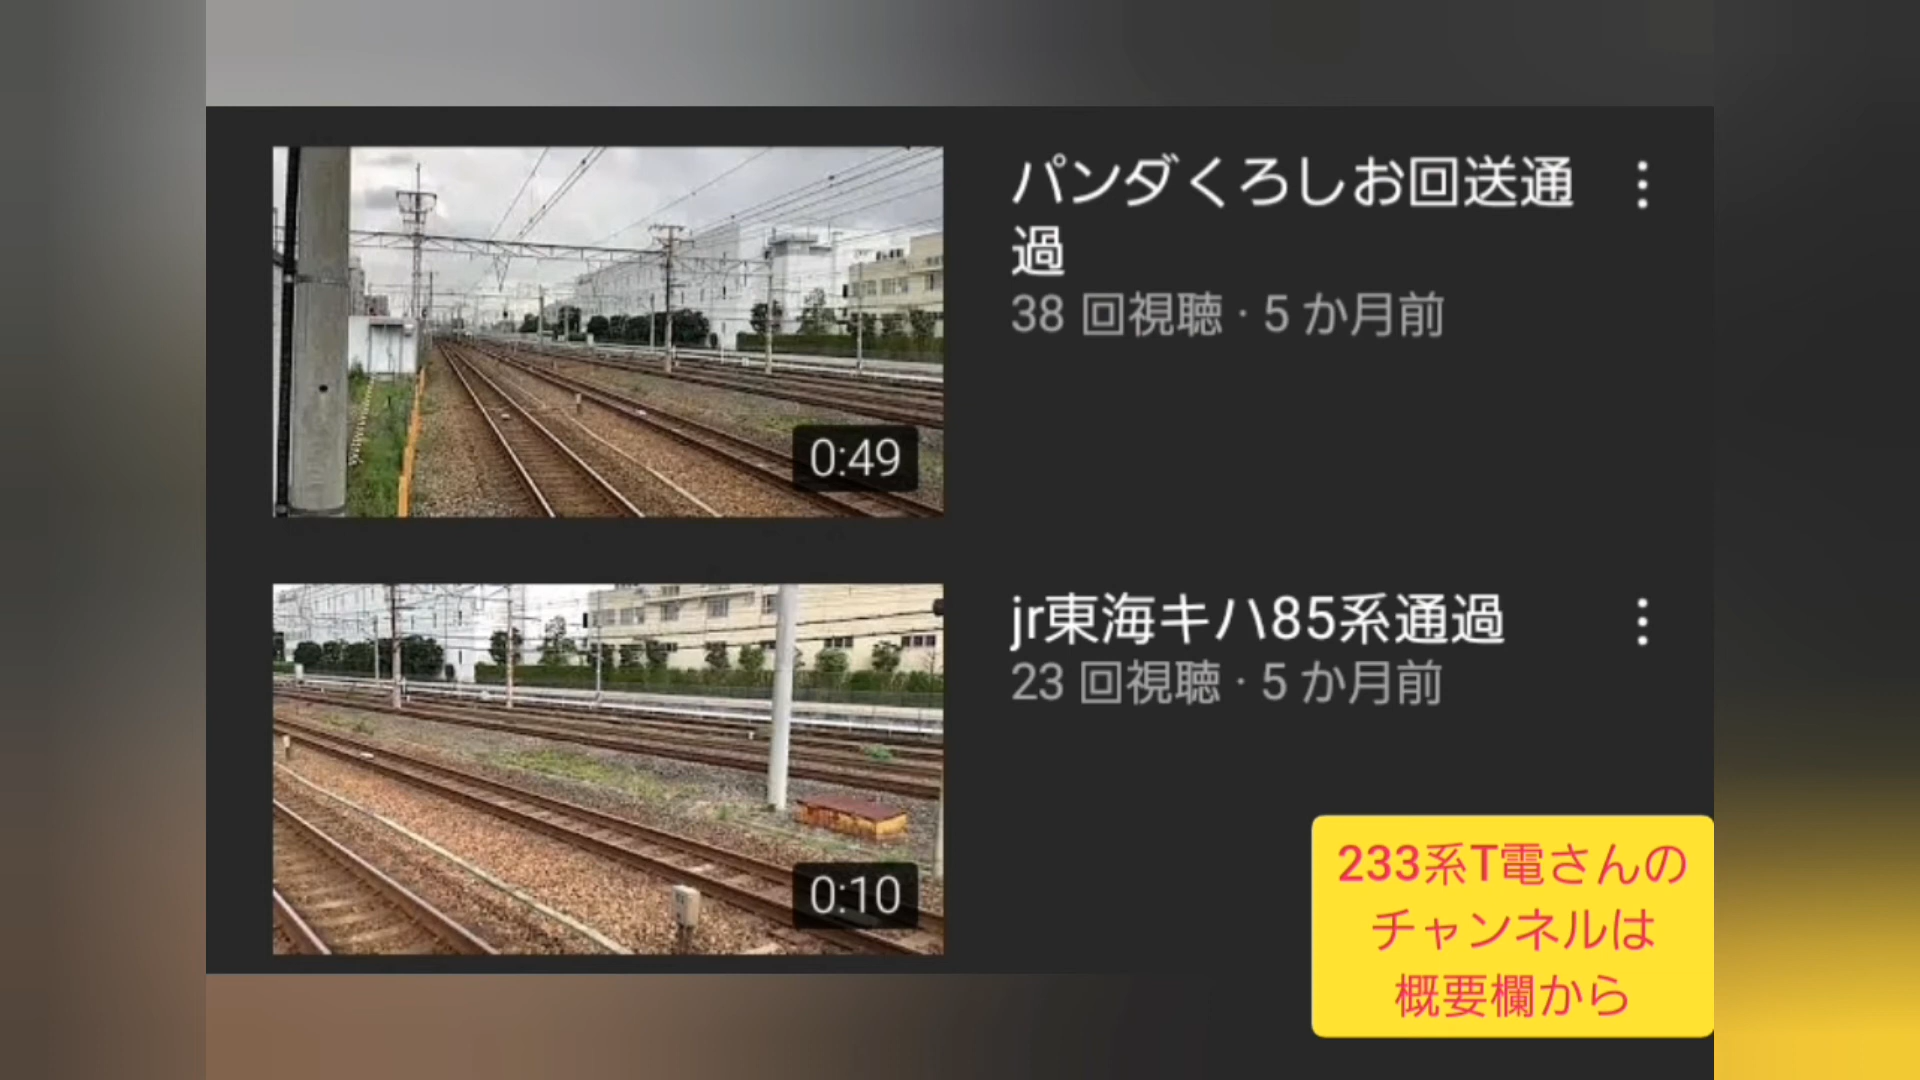 パンダくろしお回送通
過
38 回視聴 · 5 か月前
0:49
jr東海キハ85系通過
23 回視聴 · 5 か月前
0:10
233系T電さんの
チャンネルは
概要欄から